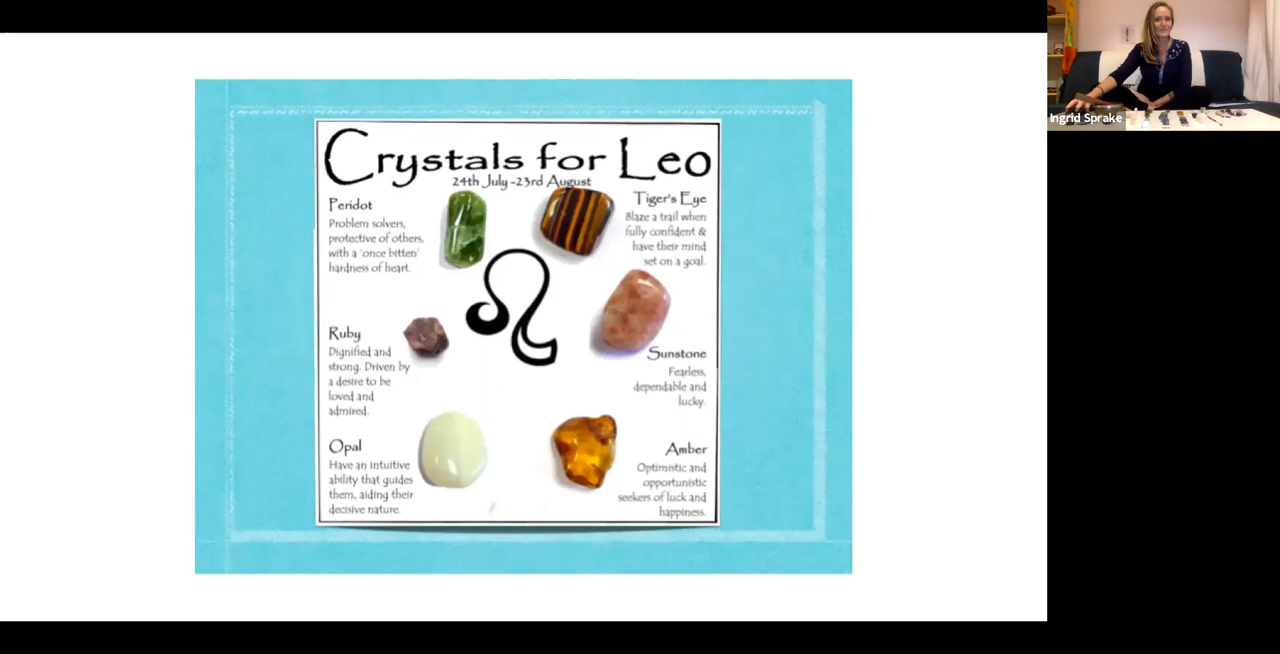 Crystals for Leo
24th July -23rd August
Peridot
Problem solvers,
protective of others,
with a 'once bitten'
hardness of heart.
Tiger's Eye
Blaze a trail when
fully confident &
have their mind
set on a goal.
Ruby
Dignified and
strong. Driven by
a desire to be
loved and
admired.
Sunstone
Fearless,
dependable and
lucky.
Opal
Have an intuitive
ability that guides
them, aiding their
decisive nature.
Amber
Optimistic and
opportunistic
seekers of luck and
happiness.
Ingrid Sprake